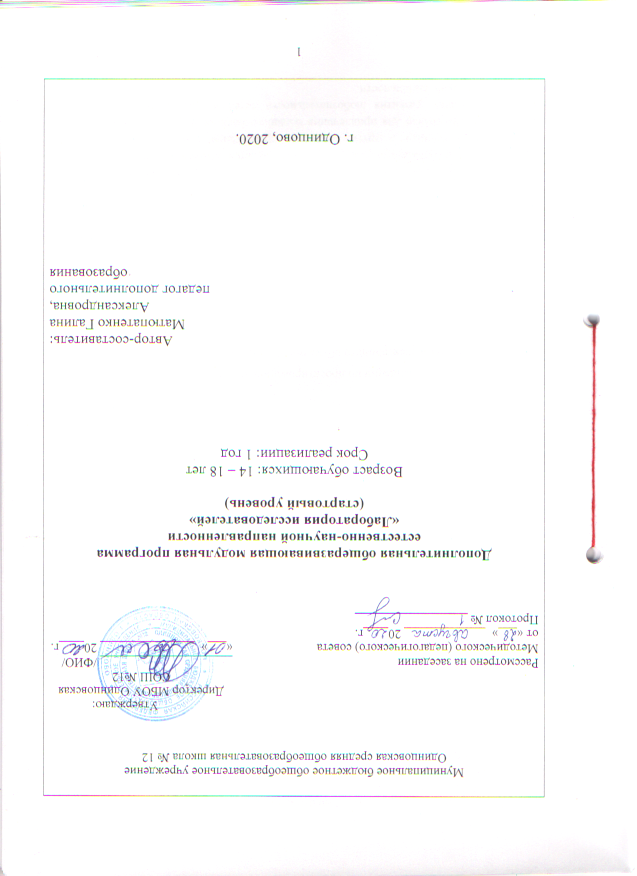 Муниципальное бюджетное общеобразовательное учреждение
Одинцовская средняя общеобразовательная школа № 12
Рассмотрено на заседании
Методического (педагогического) совета
от «28» августа 2020 г.
Протокол № 1
Утверждаю:
Директор МБОУ Одинцовская
СОШ №12
/ФИО/
«01» 20 г.
Дополнительная общеразвивающая модульная программа
естественно-научной направленности
«Лаборатория исследователей»
(стартовый уровень)
Возраст обучающихся: 14 – 18 лет
Срок реализации: 1 год
Автор-составитель:
Матюпатенко Галина
Александровна,
педагог дополнительного
образования
г. Одинцово, 2020.
1